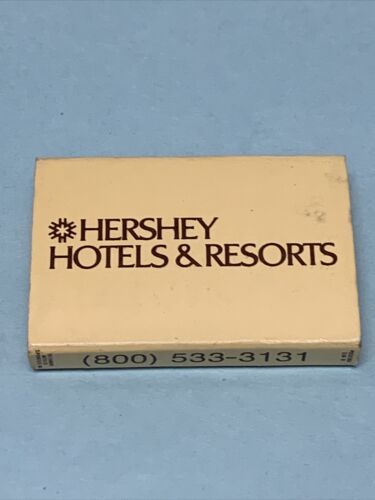 HERSHEY
HOTELS & RESORTS
(800) 533-3131